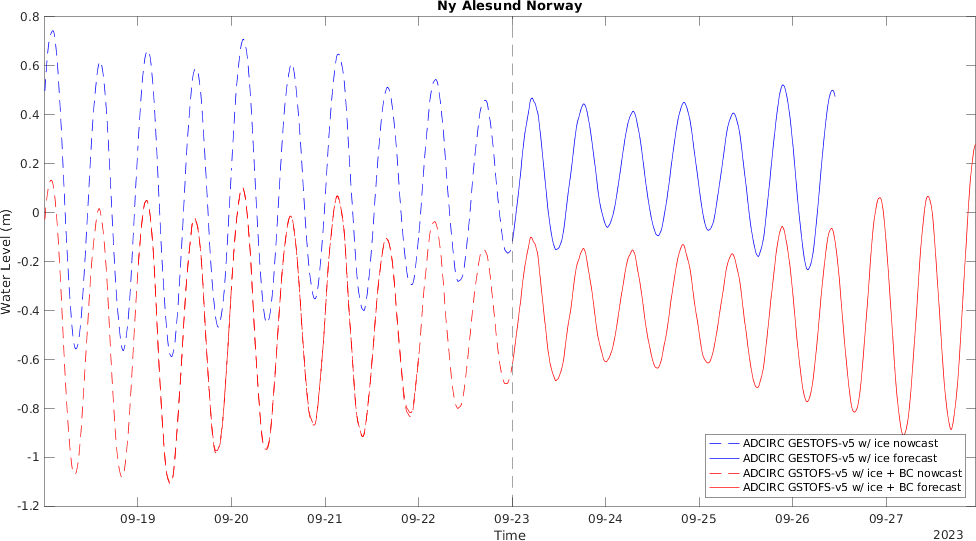 Ny Alesund Norway
0.8
0.6
0.4
0.2
0
-0.2
-0.4
-0.6
-0.8
-1
-1.2
Water Level (m)
ADCIRC GESTOFS-v5 w/ ice nowcast
ADCIRC GESTOFS-v5 w/ ice forecast
ADCIRC GSTOFS-v5 w/ ice + BC nowcast
ADCIRC GSTOFS-v5 w/ ice + BC forecast
09-19 09-20 09-21 09-22 09-23 09-24 09-25 09-26 09-27
Time
2023